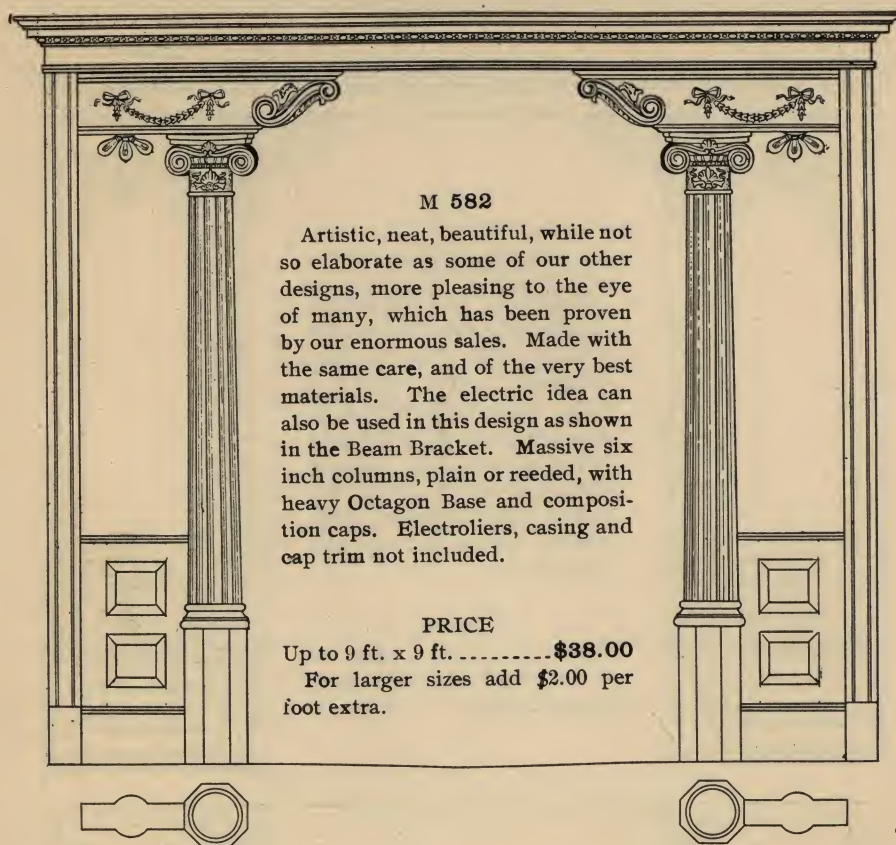 M 582
Artistic, neat, beautiful, while not
so elaborate as some of our other
designs, more pleasing to the eye
of many, which has been proven
by our enormous sales. Made with
the same care, and of the very best
materials. The electric idea can
also be used in this design as shown
in the Beam Bracket. Massive six
inch columns, plain or reeded, with
heavy Octagon Base and composi-
tion caps. Electroliers, casing and
cap trim not included.
PRICE
Up to 9 ft. x 9 ft. ---------$38.00
For larger sizes add $2.00 per
foot extra.